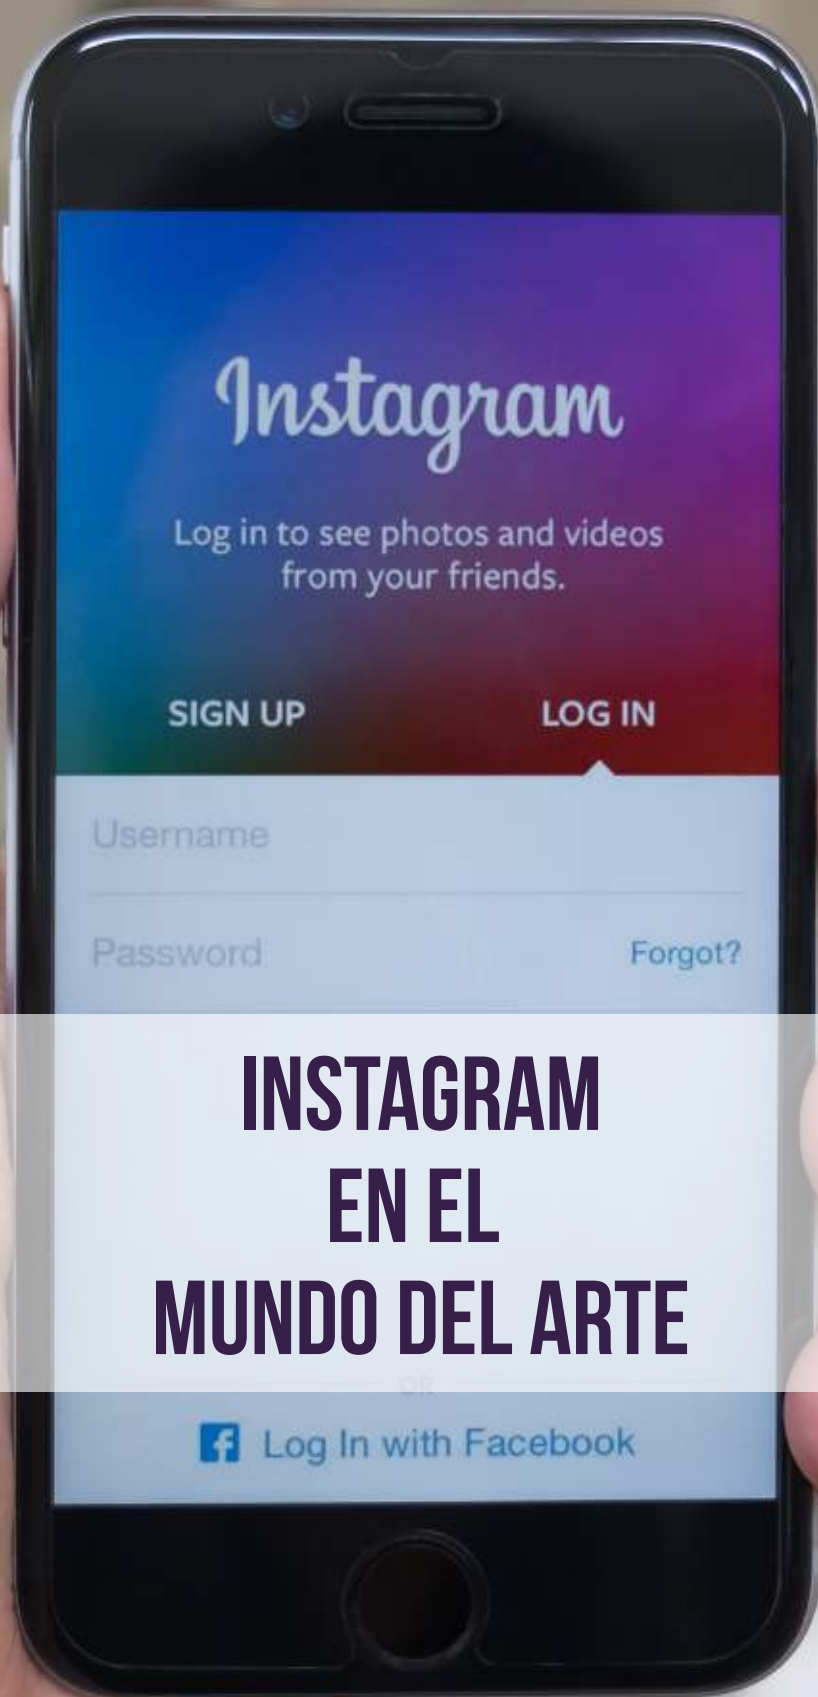 Instagram
Log in to see photos and videos
from your friends.
SIGN UP LOG IN
Username
Password Forgot?
INSTAGRAM
EN EL
MUNDO DEL ARTE
OR
Log In with Facebook